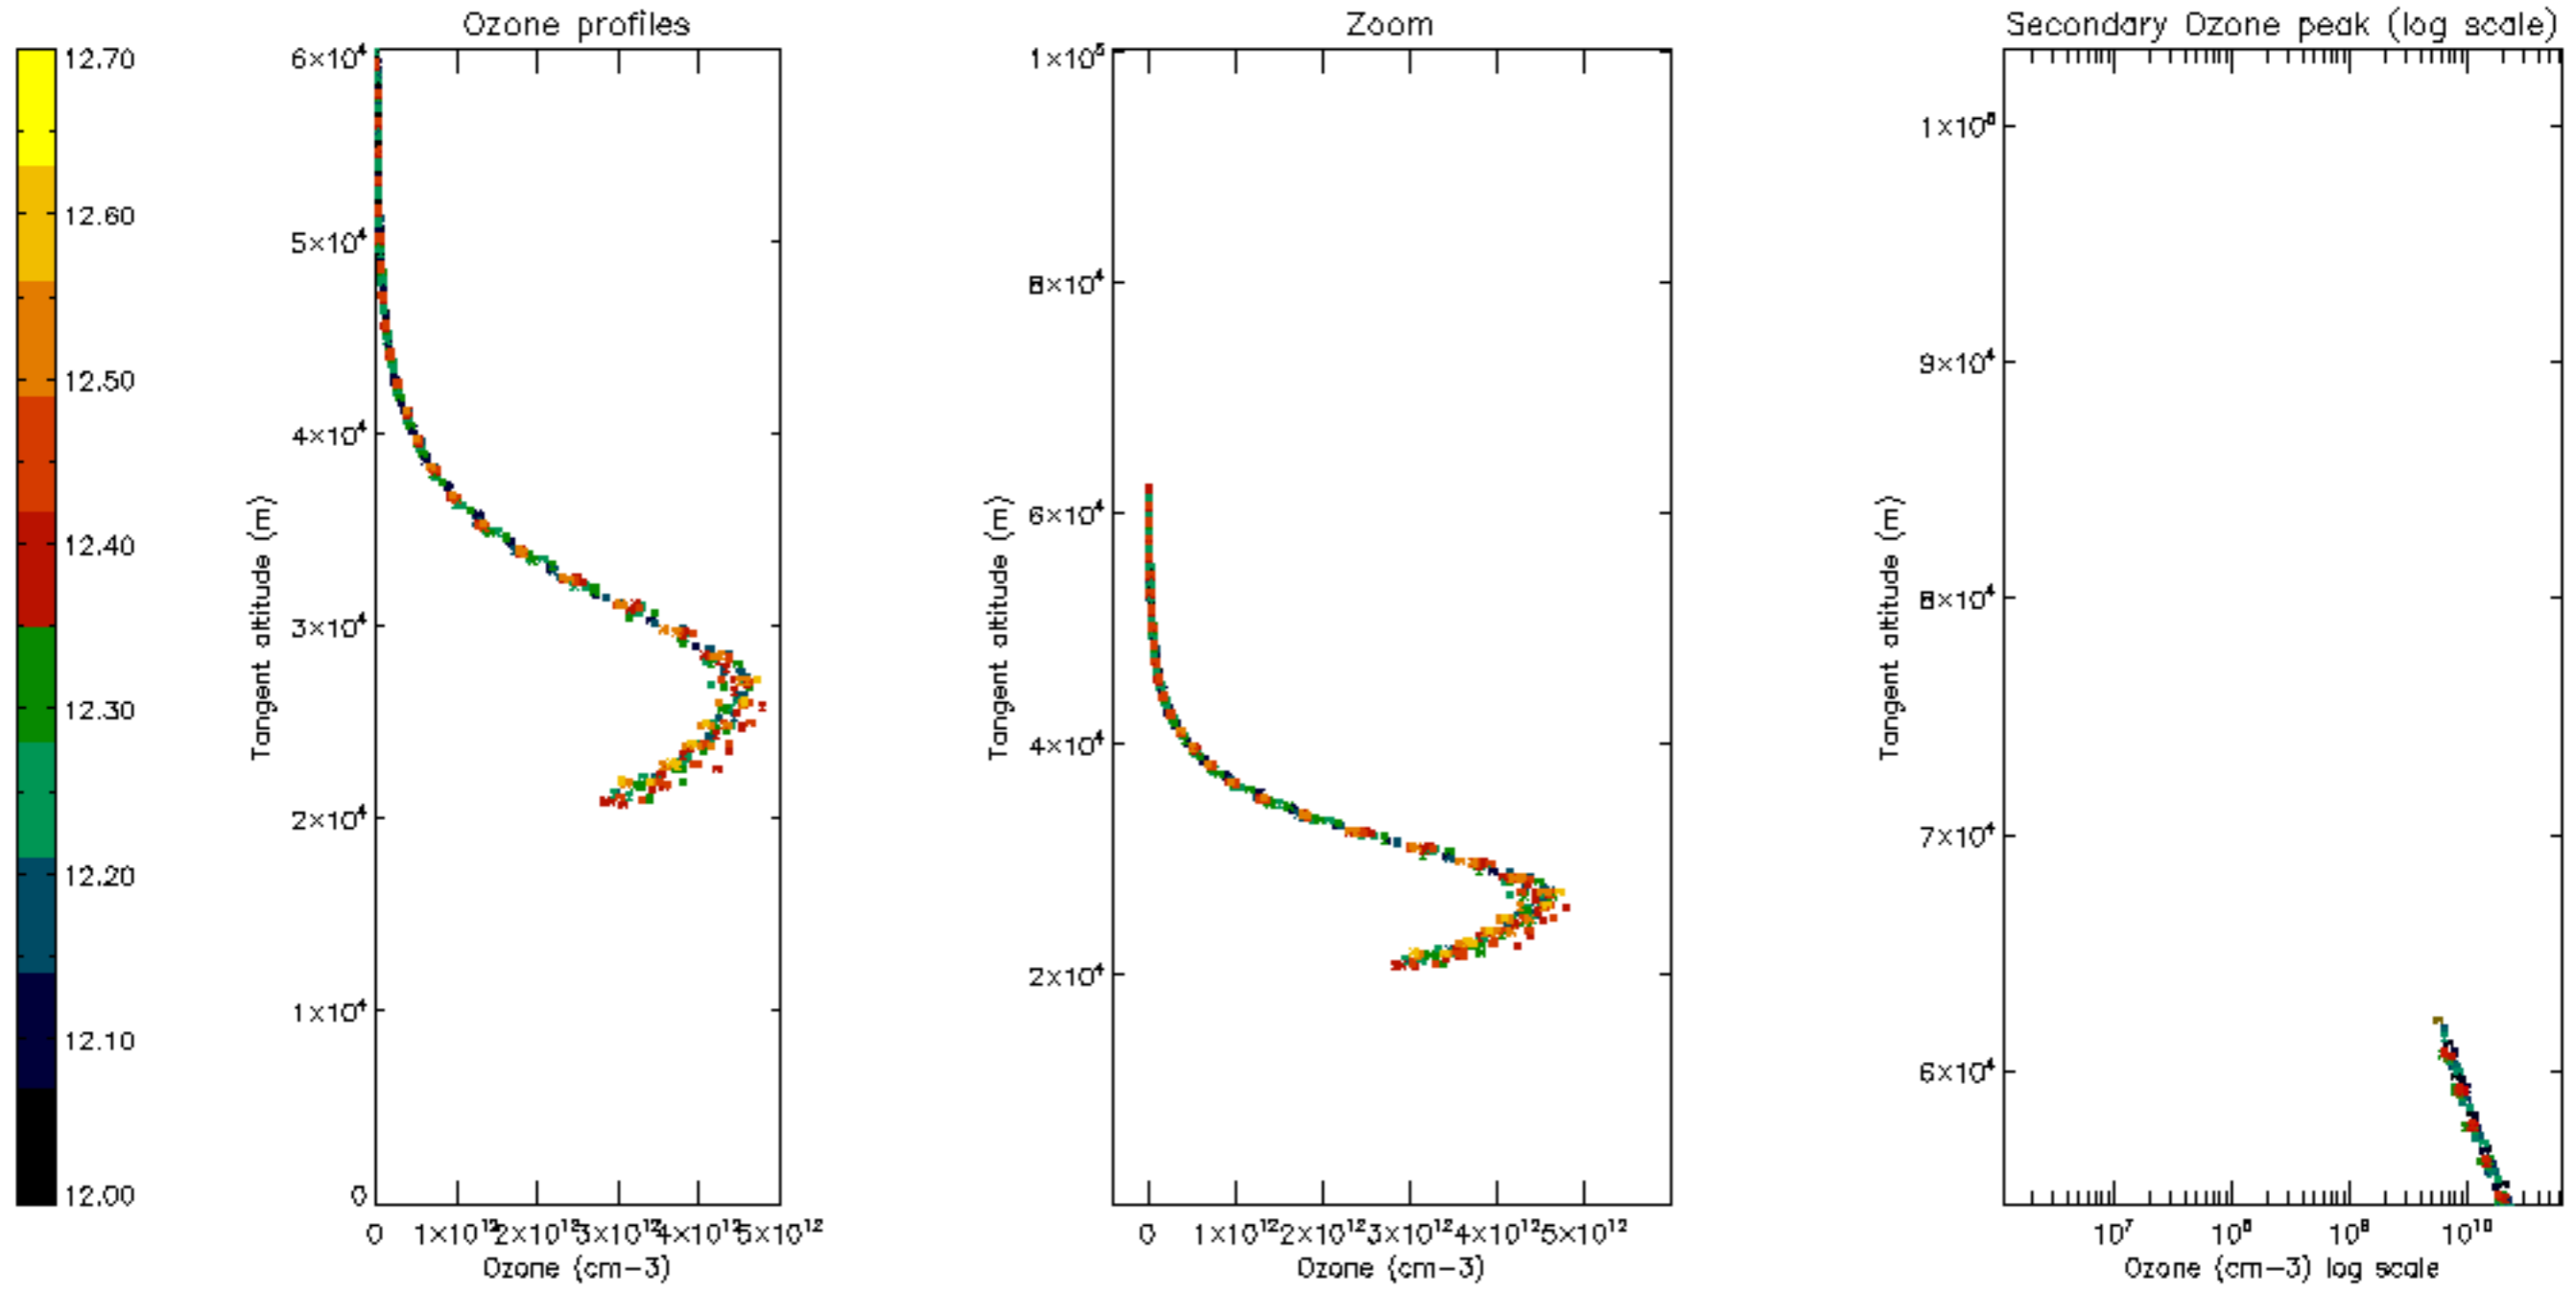 Ozone profiles
Zoom
Secondary Ozone peak (log scale)
12.70
12.60
12.50
12.40
12.30
12.20
12.10
12.00
6×10⁴
5×10⁴
4×10⁴
3×10⁴
2×10⁴
1×10⁴
0
Tangent altitude (m)
0 1×10¹² 2×10¹² 3×10¹² 4×10¹² 5×10¹²
Ozone (cm-3)
1×10⁵
8×10⁴
6×10⁴
4×10⁴
2×10⁴
Tangent altitude (m)
0 1×10¹² 2×10¹² 3×10¹² 4×10¹² 5×10¹²
Ozone (cm-3)
1×10⁵
9×10⁴
8×10⁴
7×10⁴
6×10⁴
Tangent altitude (m)
10⁷ 10⁸ 10⁹ 10¹⁰
Ozone (cm-3) log scale